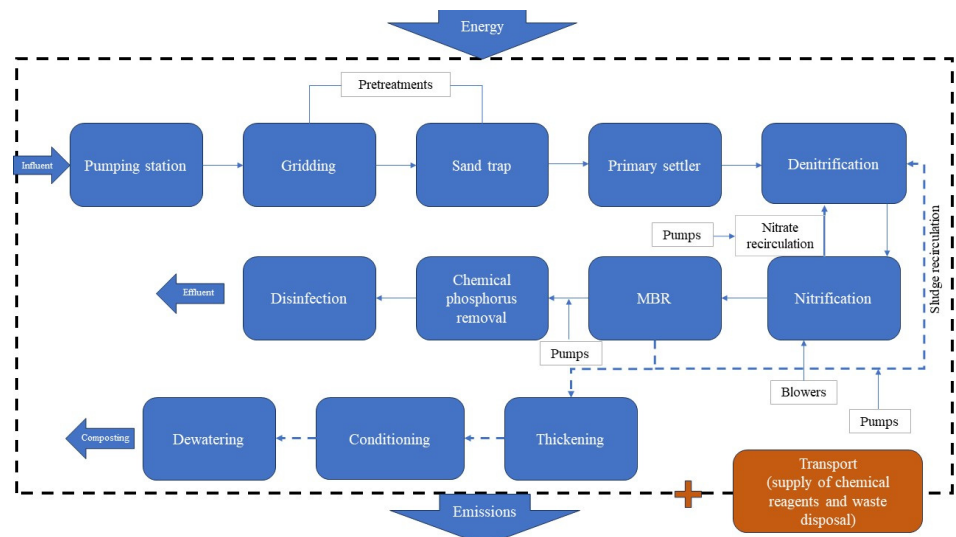 Energy
Pretreatments
Influent
Pumping station
Gridding
Sand trap
Primary settler
Denitrification
Pumps
Nitrate
recirculation
Sludge recirculation
Effluent
Disinfection
Chemical
phosphorus
removal
MBR
Nitrification
Pumps
Blowers
Pumps
Composting
Dewatering
Conditioning
Thickening
Transport
(supply of chemical
reagents and waste
disposal)
Emissions